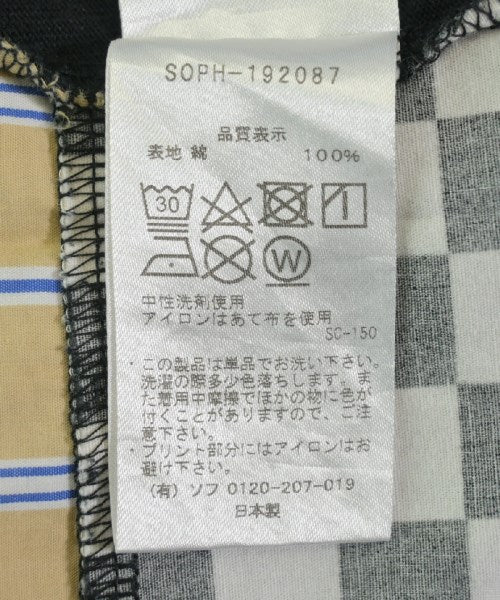 SOPH-192087
品質表示
表地 綿 100%
30
W
中性洗剤使用
アイロンはあて布を使用
SC-150
・この製品は単品でお洗い下さい。
洗濯の際多少色落ちします。ま
た着用中摩擦でほかの物に色が
付くことがありますので、ご注
意下さい。
・プリント部分にはアイロンはお
避け下さい。
(有) ソフ 0120-207-019
日本製